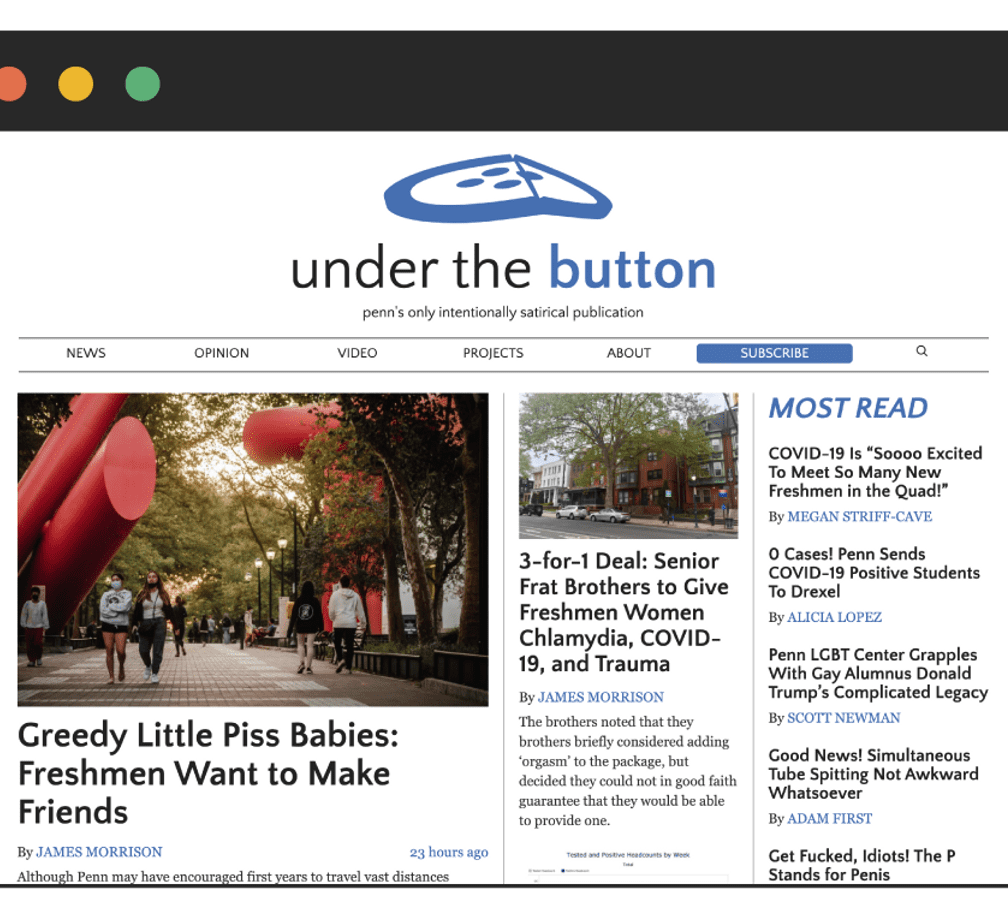 under the button
penn's only intentionally satirical publication
NEWS OPINION VIDEO PROJECTS ABOUT SUBSCRIBE
Greedy Little Piss Babies:
Freshmen Want to Make
Friends
By JAMES MORRISON 23 hours ago
Although Penn may have encouraged first years to travel vast distances
3-for-1 Deal: Senior
Frat Brothers to Give
Freshmen Women
Chlamydia, COVID-
19, and Trauma
By JAMES MORRISON
The brothers noted that they
brothers briefly considered adding
‘orgasm’ to the package, but
decided they could not in good faith
guarantee that they would be able
to provide one.
Tested and Positive Headcounts by Week
Total
MOST READ
COVID-19 Is “Soooo Excited
To Meet So Many New
Freshmen in the Quad!”
By MEGAN STRIFF-CAVE
0 Cases! Penn Sends
COVID-19 Positive Students
To Drexel
By ALICIA LOPEZ
Penn LGBT Center Grapples
With Gay Alumnus Donald
Trump’s Complicated Legacy
By SCOTT NEWMAN
Good News! Simultaneous
Tube Spitting Not Awkward
Whatsoever
By ADAM FIRST
Get Fucked, Idiots! The P
Stands for Penis